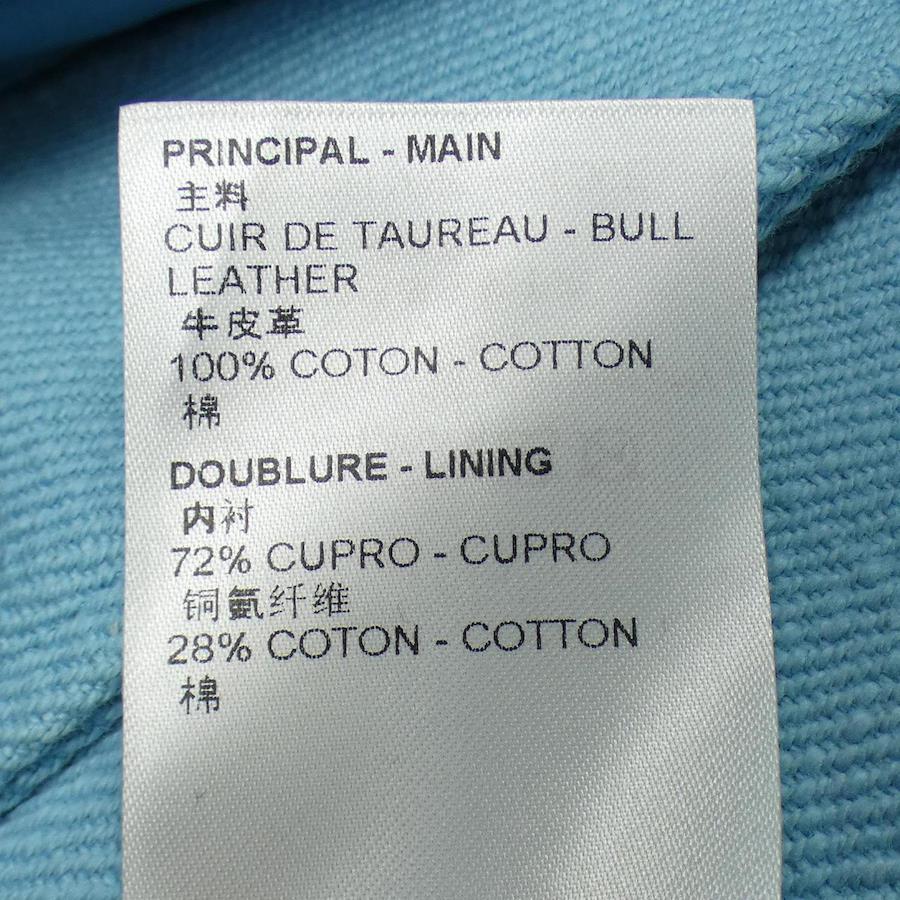 PRINCIPAL - MAIN
主料
CUIR DE TAUREAU - BULL
LEATHER
牛皮革
100% COTON - COTTON
棉
DOUBLURE - LINING
内衬
72% CUPRO - CUPRO
铜氨纤维
28% COTON - COTTON
棉